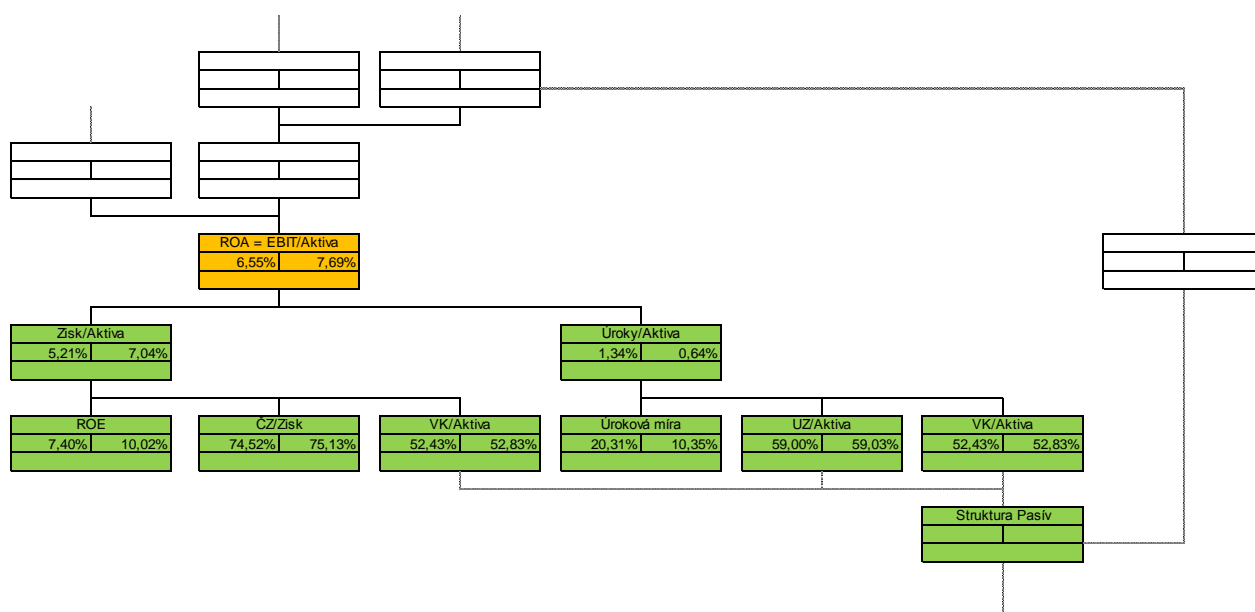 ROA = EBIT/Aktiva
6,55% 7,69%
Zisk/Aktiva Úroky/Aktiva
5,21% 7,04% 1,34% 0,64%
ROE ČZ/Zisk VK/Aktiva Úroková míra UZ/Aktiva VK/Aktiva
7,40% 10,02% 74,52% 75,13% 52,43% 52,83% 20,31% 10,35% 59,00% 59,03% 52,43% 52,83%
Struktura Pasív